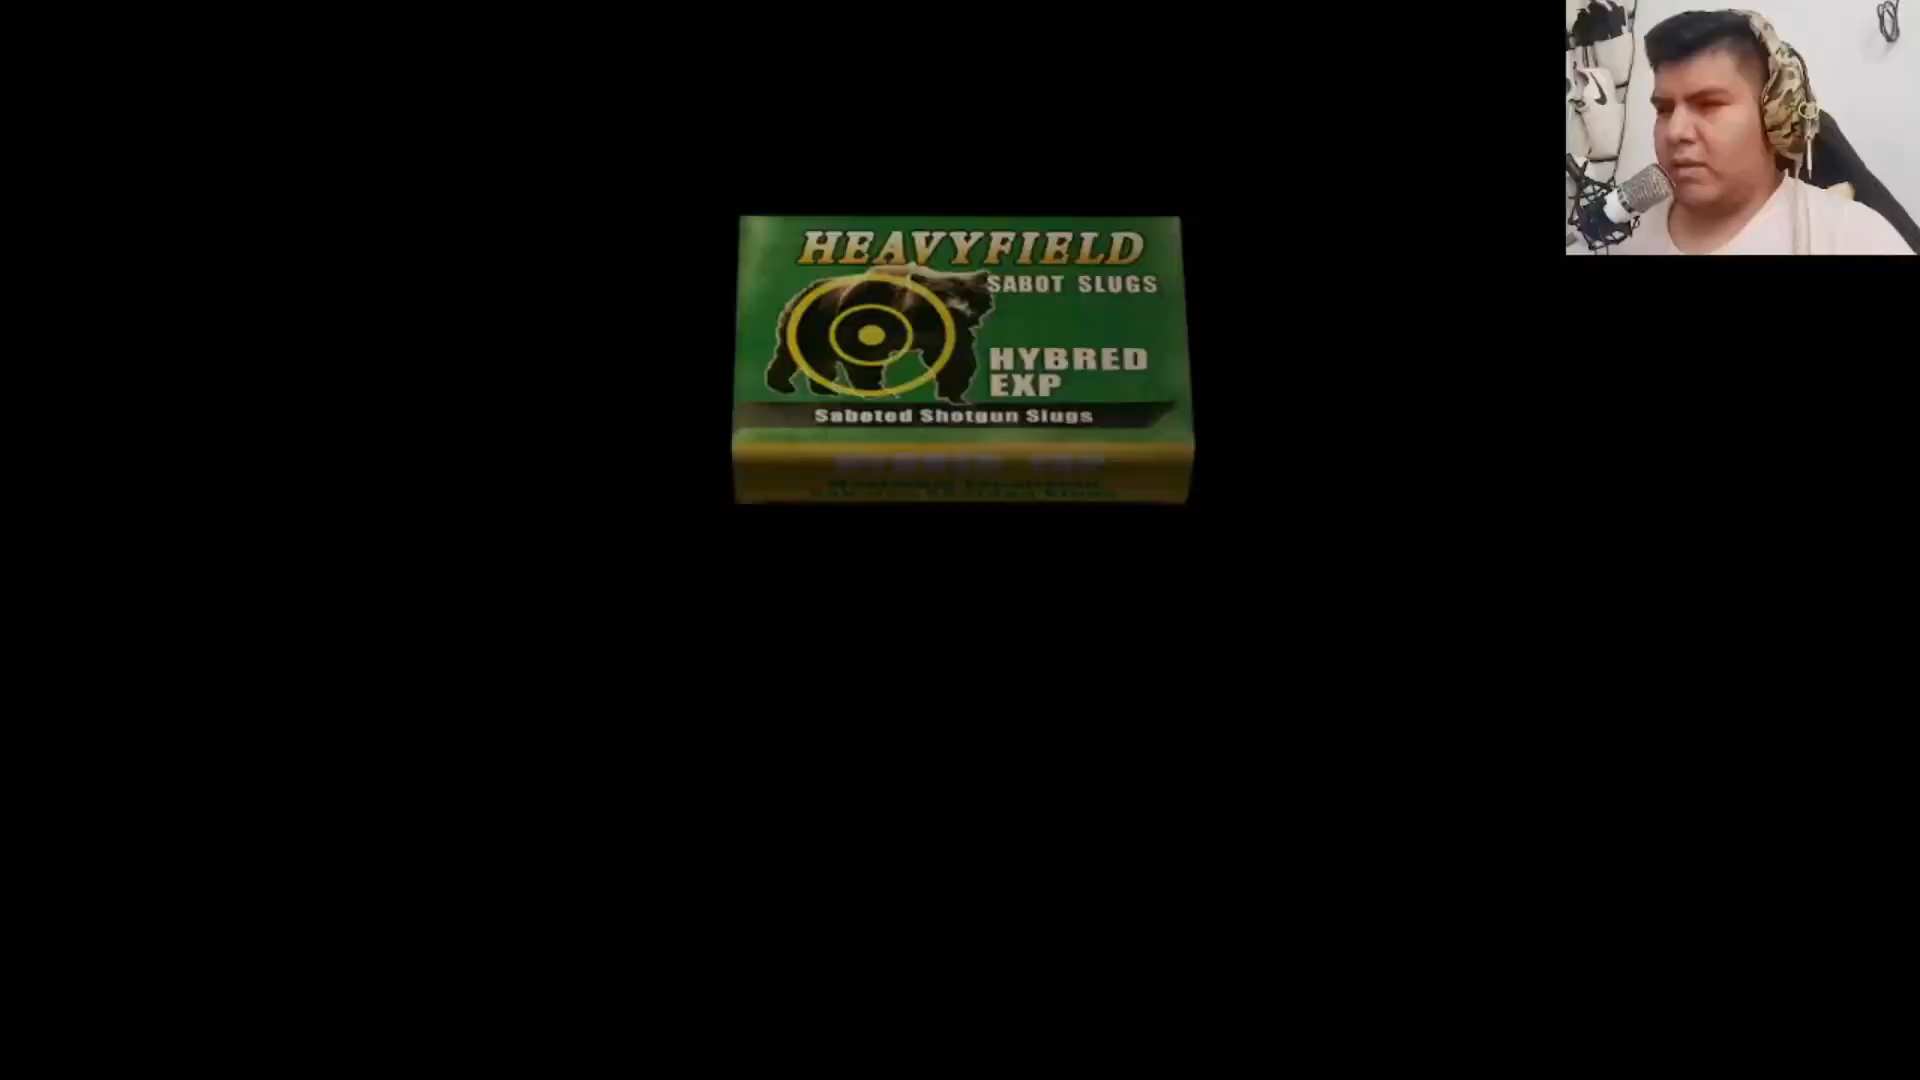 HEAVYFIELD
SABOT SLUGS
HYBRED
EXP
Saboted Shotgun Slugs